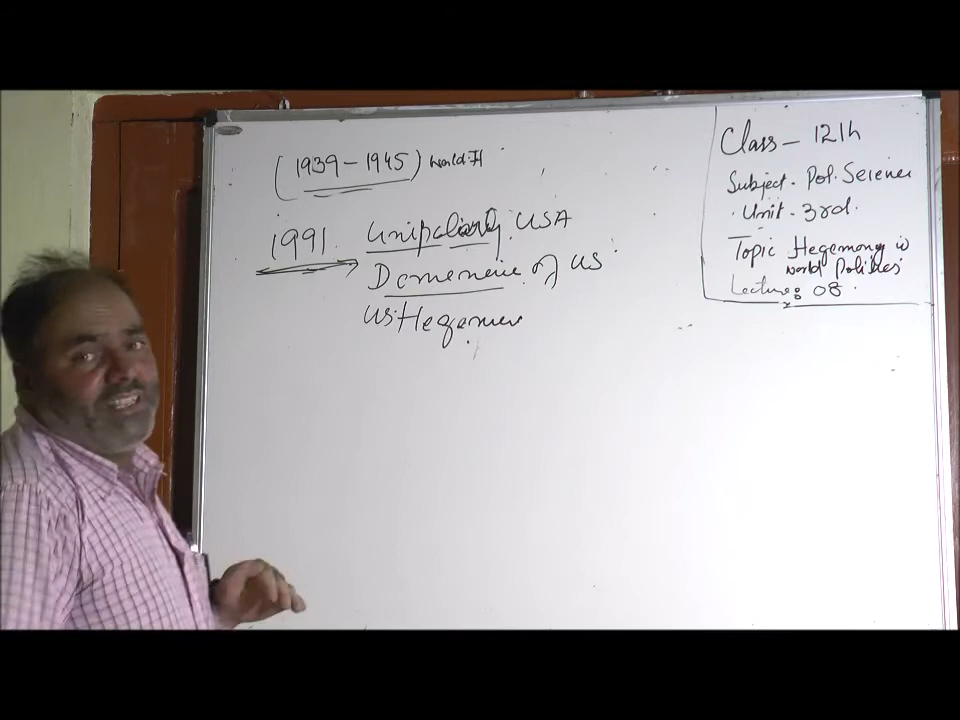 (1939 - 1945) World-II
1991. Unipolarity. USA
Domenenie of US
US Hegemen
Class - 12th
Subject - Pol. Science
Unit - 3rd.
Topic Hegemony in
world Politics
Lecture: 08.